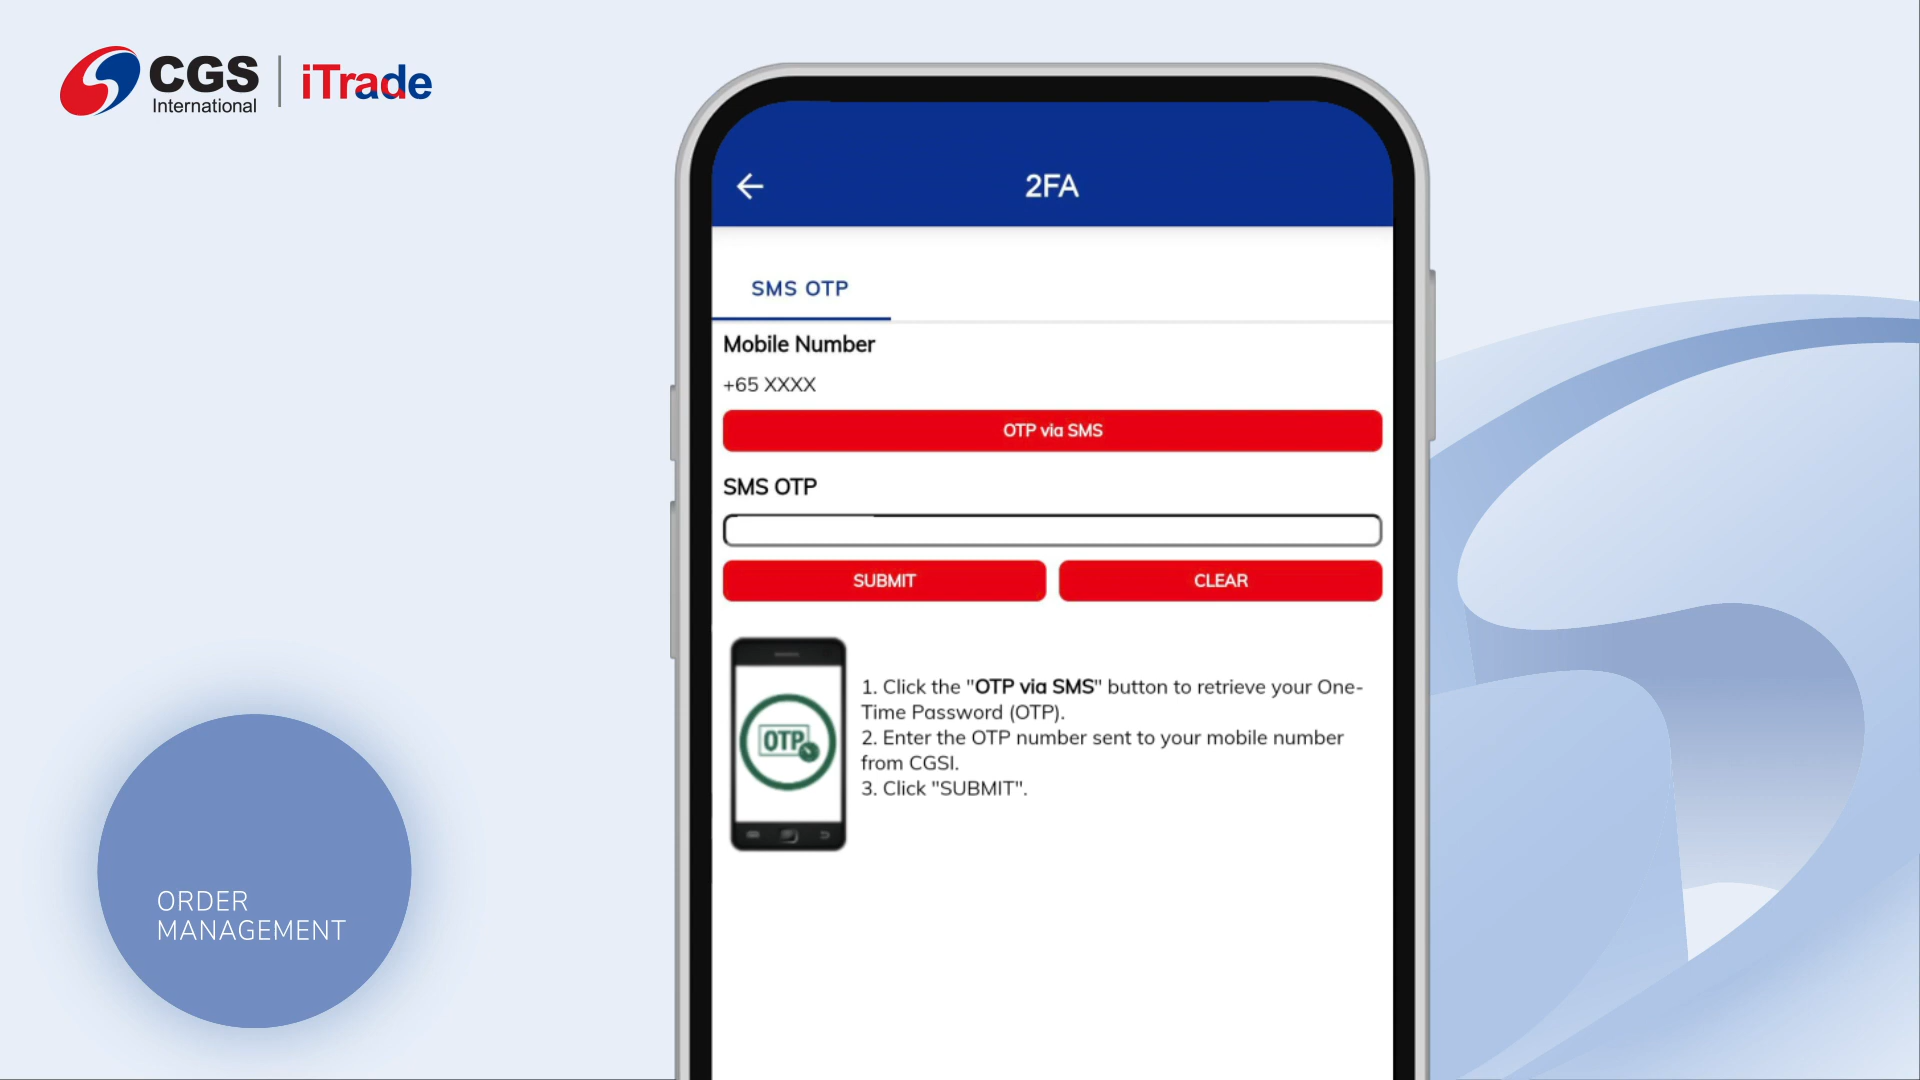 CGS
International
iTrade
2FA
SMS OTP
Mobile Number
+65 XXXX
OTP via SMS
SMS OTP
SUBMIT
CLEAR
OTP
1. Click the "OTP via SMS" button to retrieve your One-
Time Password (OTP).
2. Enter the OTP number sent to your mobile number
from CGSI.
3. Click "SUBMIT".
ORDER
MANAGEMENT